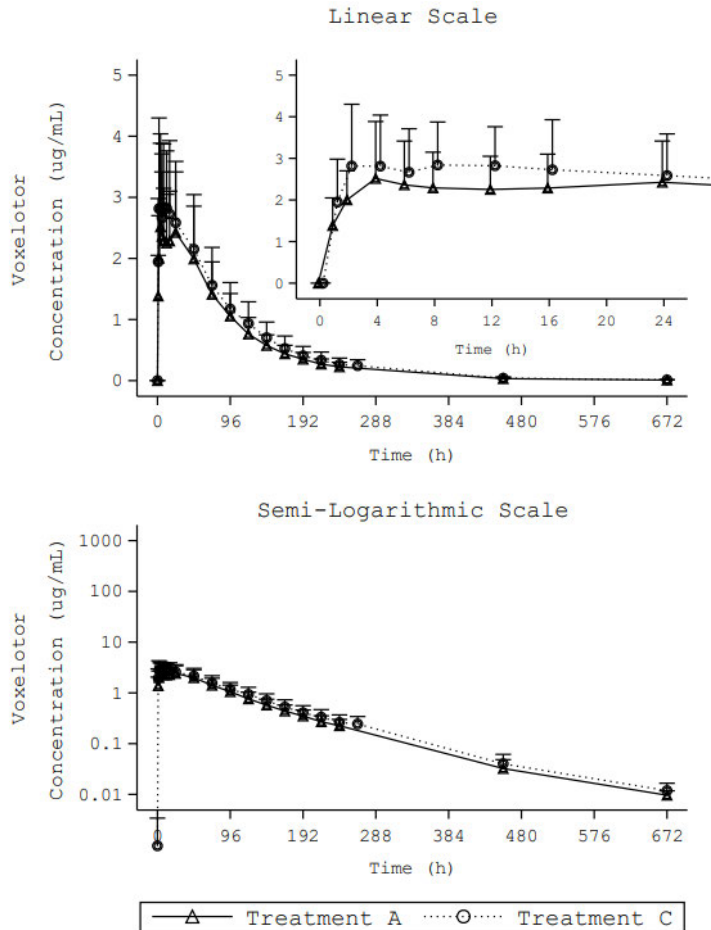 Linear Scale
Voxelotor
Concentration (ug/mL)
5
4
3
2
1
0
5
4
3
2
1
0
0 4 8 12 16 20 24
Time (h)
0 96 192 288 384 480 576 672
Time (h)
Semi-Logarithmic Scale
Voxelotor
Concentration (ug/mL)
1000
100
10
1
0.1
0.01
0 96 192 288 384 480 576 672
Time (h)
Treatment A Treatment C